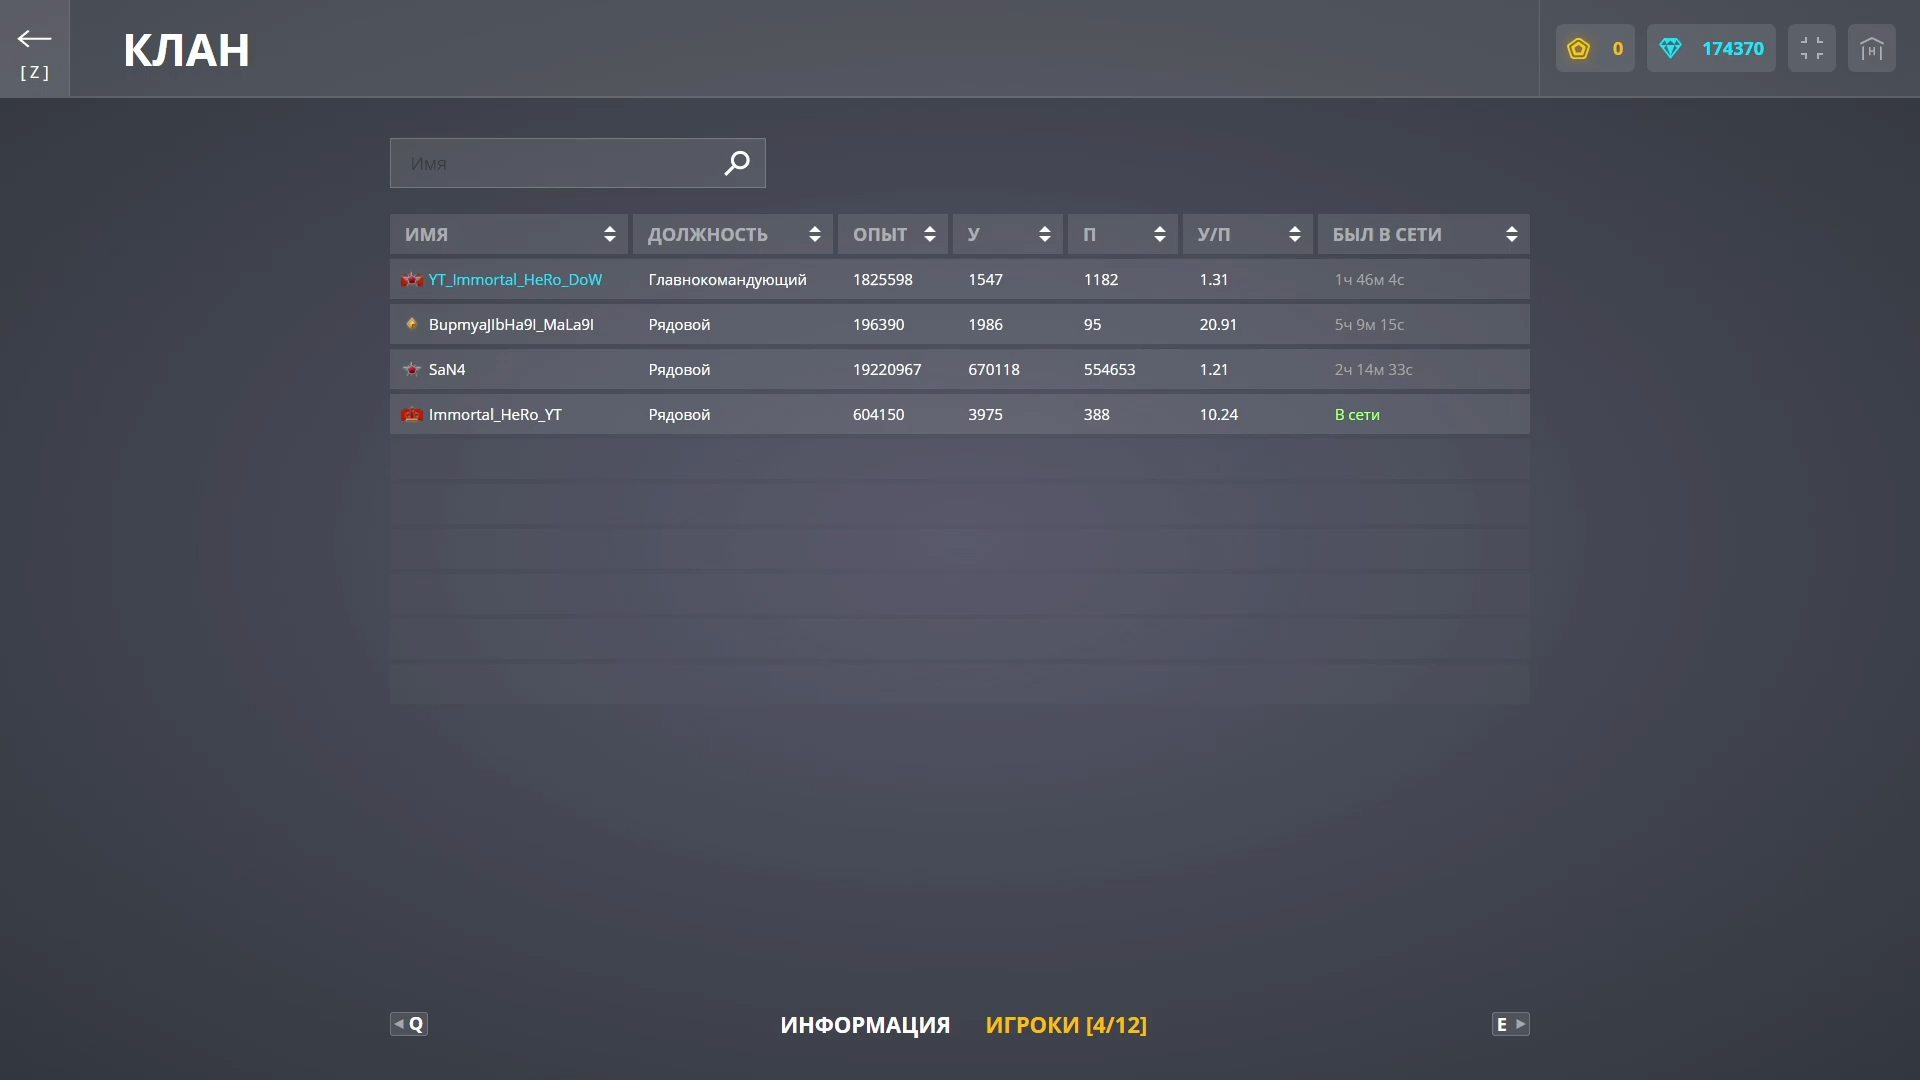 КЛАН
[Z]
0
174370
Имя
ИМЯ ДОЛЖНОСТЬ ОПЫТ У П У/П БЫЛ В СЕТИ
YT_Immortal_HeRo_DoW Главнокомандующий 1825598 1547 1182 1.31 1ч 46м 4с
BupmyaJIbHa9I_MaLa9I Рядовой 196390 1986 95 20.91 5ч 9м 15с
SaN4 Рядовой 19220967 670118 554653 1.21 2ч 14м 33с
Immortal_HeRo_YT Рядовой 604150 3975 388 10.24 В сети
Q ИНФОРМАЦИЯ ИГРОКИ [4/12] E